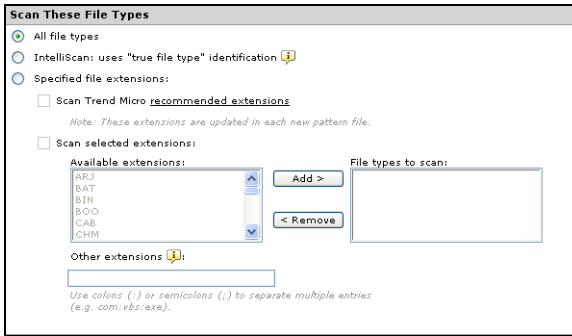 Scan These File Types
All file types
IntelliScan: uses "true file type" identification
Specified file extensions:
Scan Trend Micro recommended extensions
Note: These extensions are updated in each new pattern file.
Scan selected extensions:
Available extensions:
File types to scan:
ARJ
BAT
BIN
BOO
CAB
CHM
Add >
< Remove
Other extensions :
Use colons (:) or semicolons (;) to separate multiple entries
(e.g. com:vbs:exe).